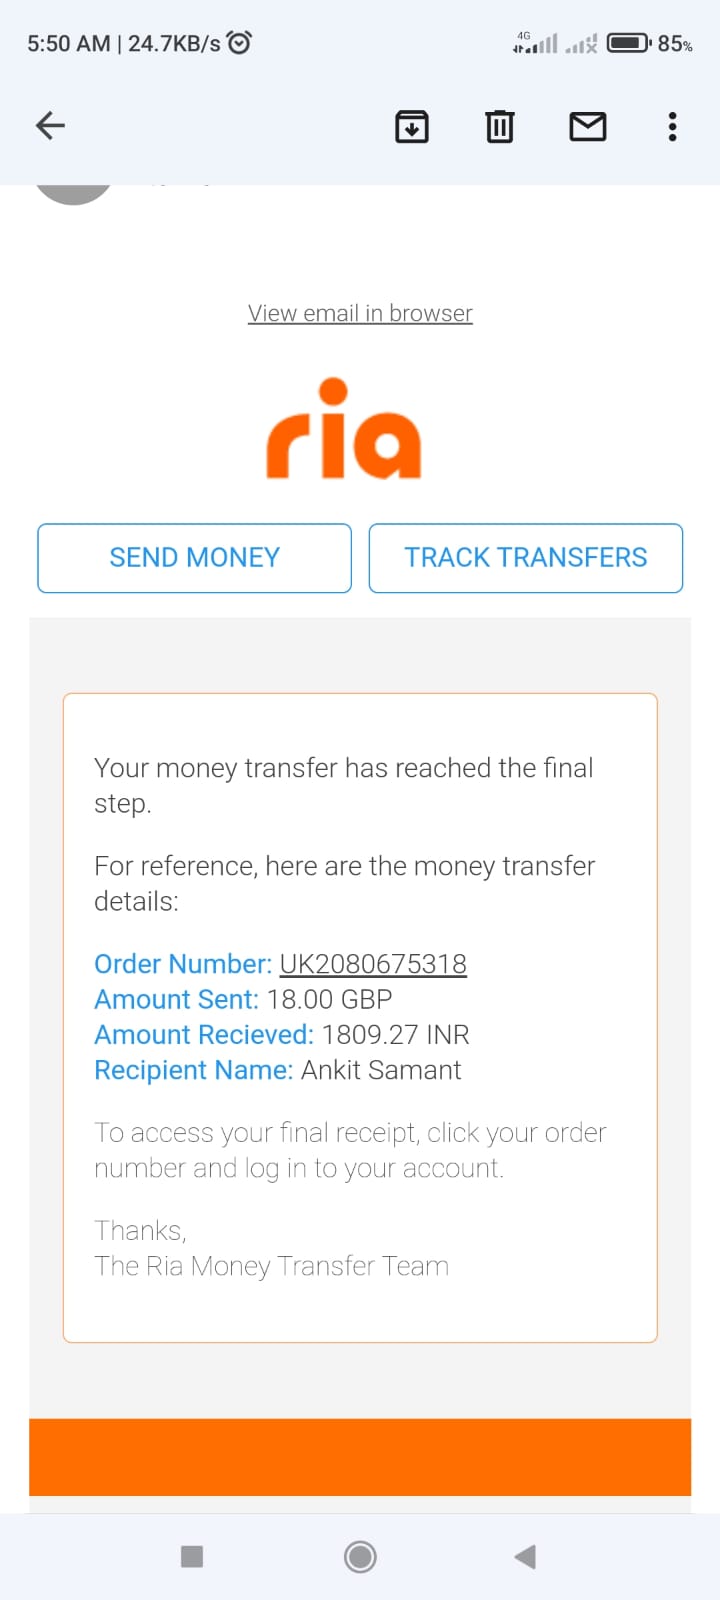 5:50 AM | 24.7KB/s
4G
85%
View email in browser
ria
SEND MONEY
TRACK TRANSFERS
Your money transfer has reached the final
step.
For reference, here are the money transfer
details:
Order Number: UK2080675318
Amount Sent: 18.00 GBP
Amount Recieved: 1809.27 INR
Recipient Name: Ankit Samant
To access your final receipt, click your order
number and log in to your account.
Thanks,
The Ria Money Transfer Team